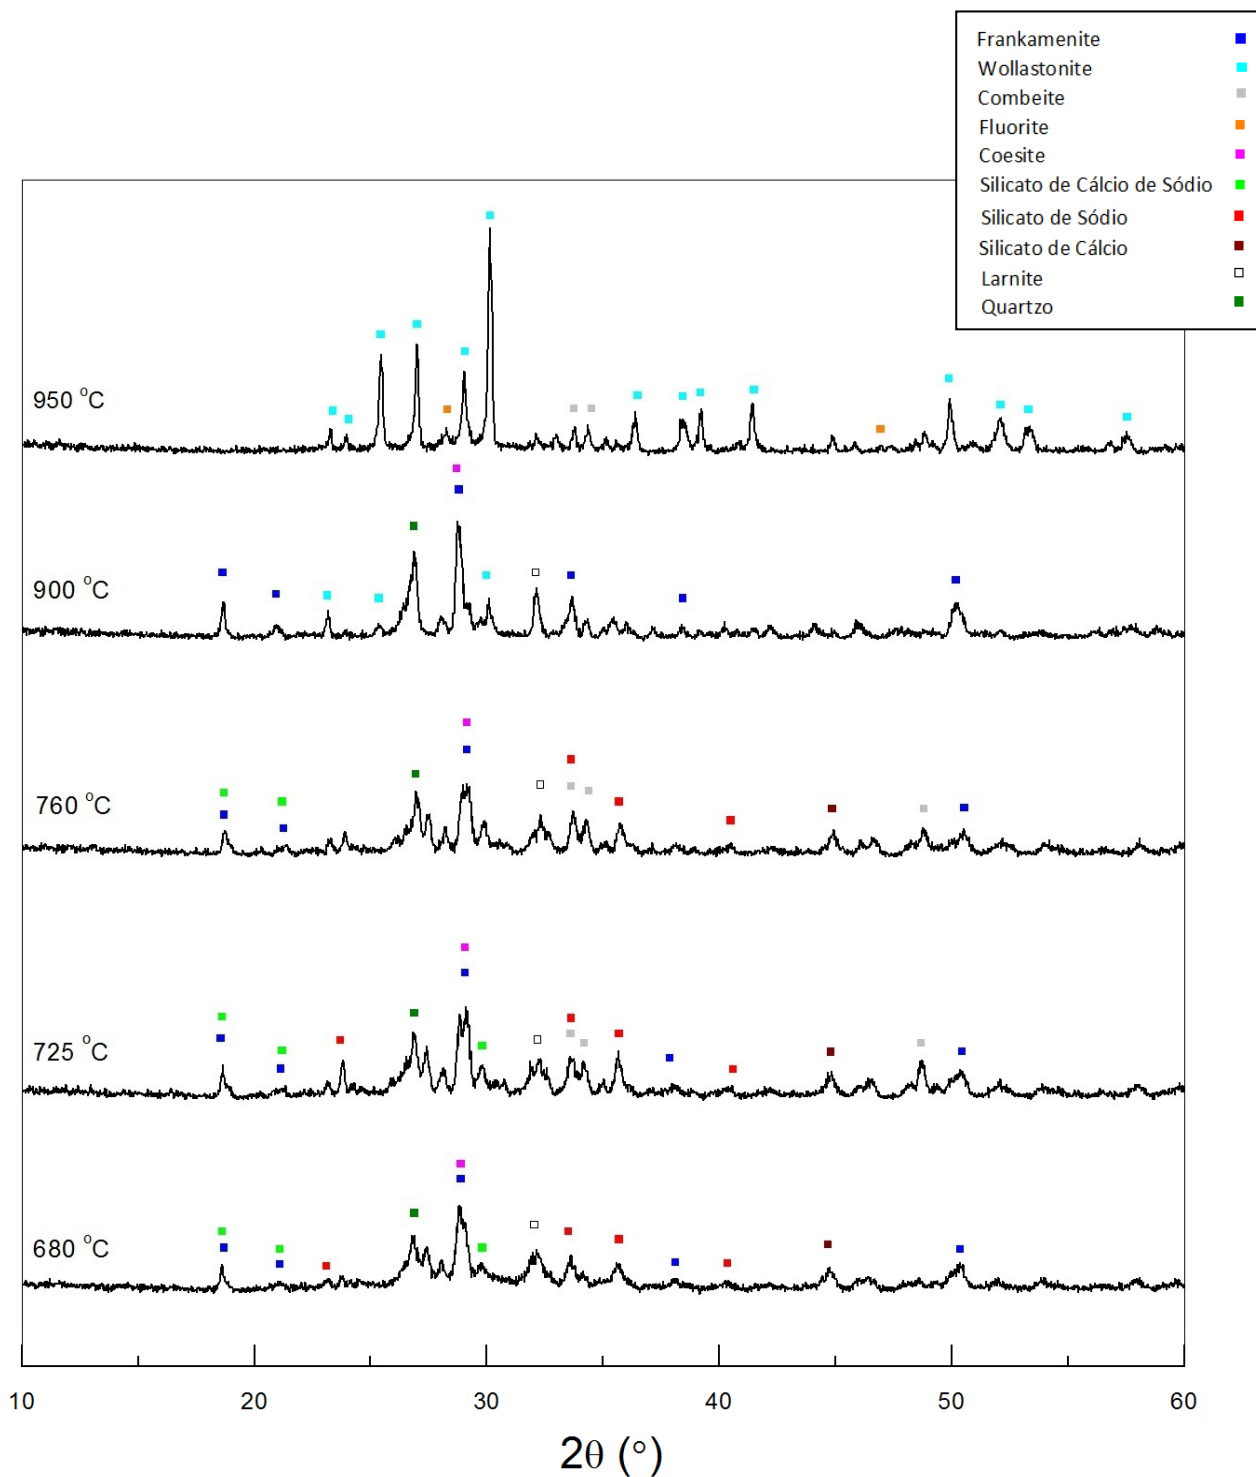 Frankamenite
Wollastonite
Combeite
Fluorite
Coesite
Silicato de Cálcio de Sódio
Silicato de Sódio
Silicato de Cálcio
Larnite
Quartzo
950 °C
900 °C
760 °C
725 °C
680 °C
10 20 30 40 50 60
2θ (°)